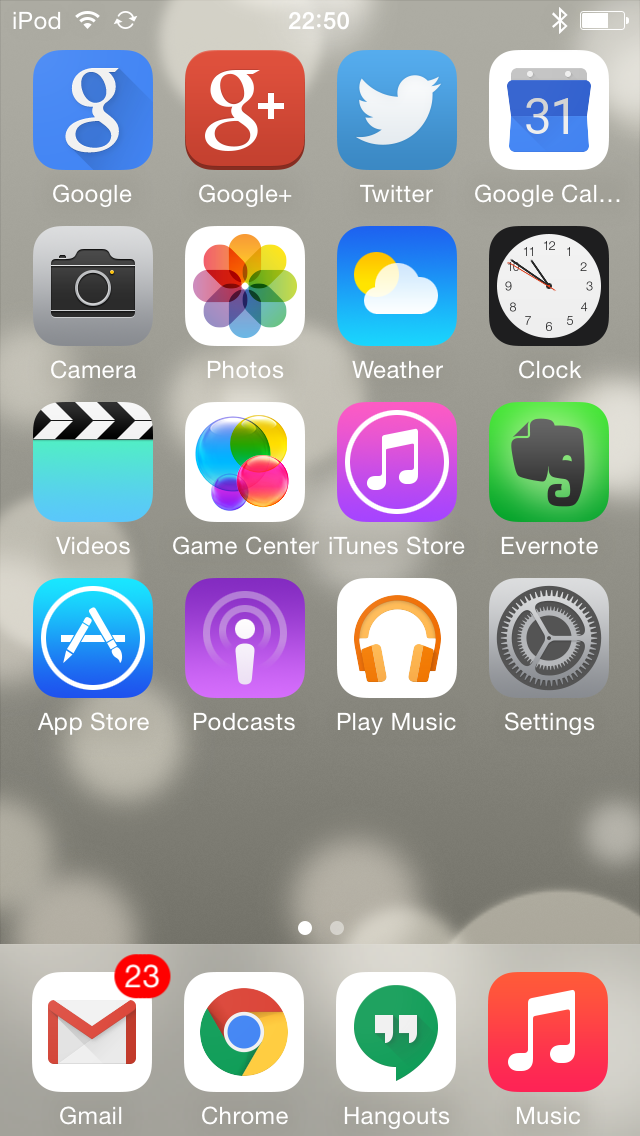 iPod 22:50
g g+ 31
Google Google+ Twitter Google Cal...
12 1 2 3 4 5 6 7 8 9 10 11
Camera Photos Weather Clock
Videos Game Center iTunes Store Evernote
App Store Podcasts Play Music Settings
23
Gmail Chrome Hangouts Music